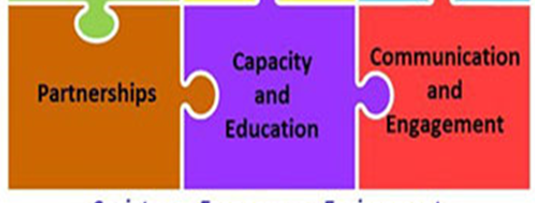 Partnerships
Capacity
and
Education
Communication
and
Engagement